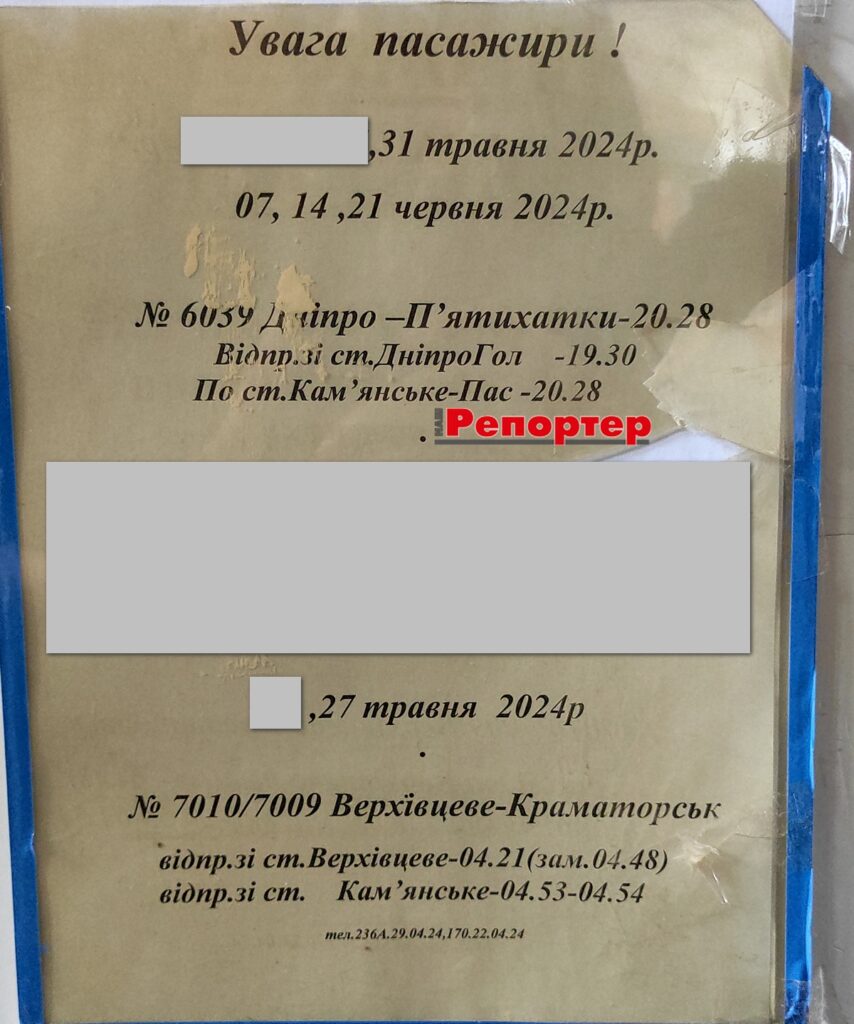 Увага пасажири !
,31 травня 2024р.
07, 14 ,21 червня 2024р.
№ 6039 Дніпро –П’ятихатки-20.28
Відпр.зі ст.ДніпроГол -19.30
По ст.Кам’янське-Пас -20.28
.
НАШ Репортер
,27 травня 2024р
.
№ 7010/7009 Верхівцеве-Краматорськ
відпр.зі ст.Верхівцеве-04.21(зам.04.48)
відпр.зі ст. Кам’янське-04.53-04.54
тел.236А.29.04.24,170.22.04.24